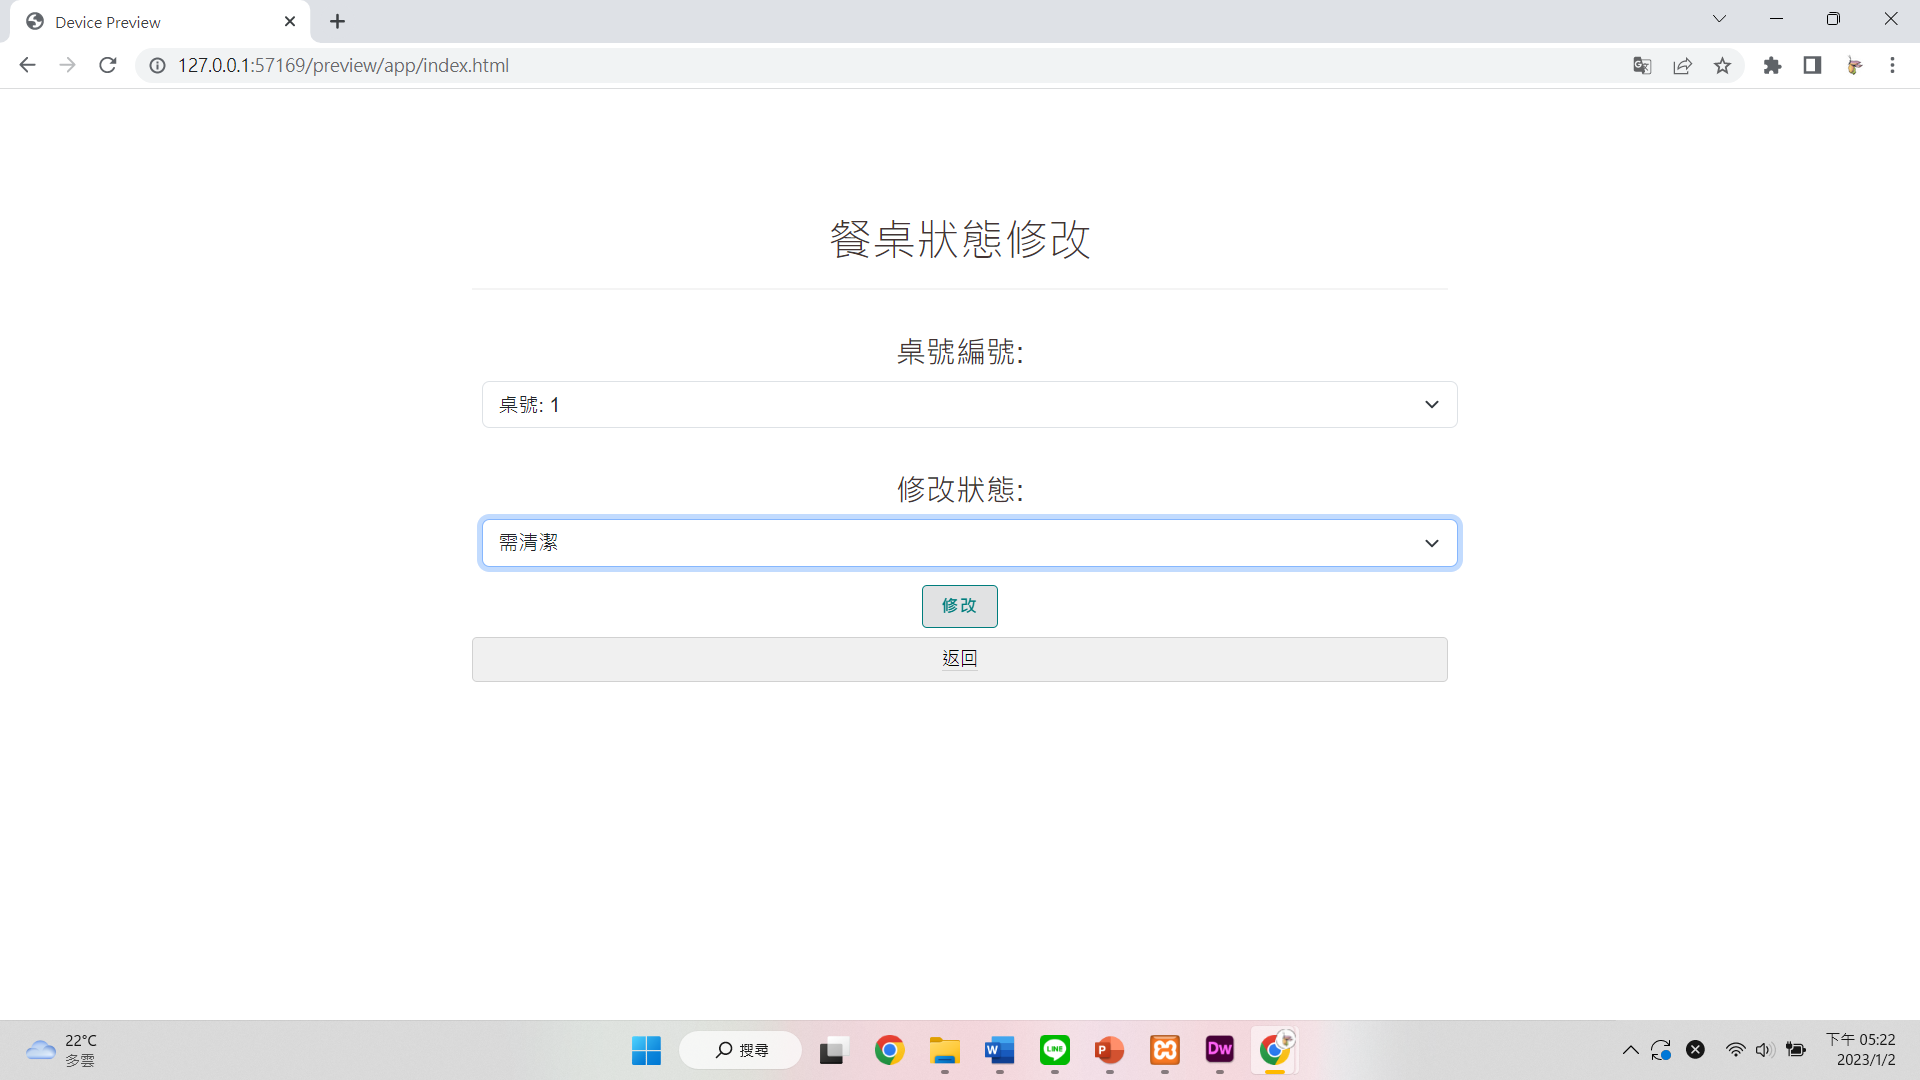 Device Preview
127.0.0.1:57169/preview/app/index.html
餐桌狀態修改
桌號編號:
桌號: 1
修改狀態:
需清潔
修改
返回
22°C
多雲
搜尋
W
LINE
P
Dw
下午 05:22
2023/1/2